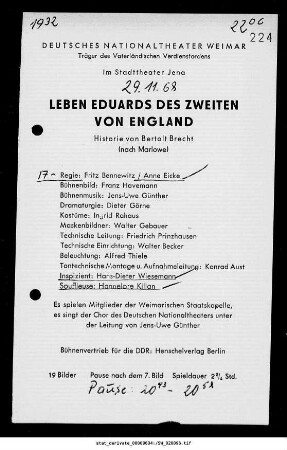 1932
2206
221
DEUTSCHES NATIONALTHEATER WEIMAR
Träger des Vaterländischen Verdienstordens
Im Stadttheater Jena
29.11.68
LEBEN EDUARDS DES ZWEITEN
VON ENGLAND
Historie von Bertolt Brecht
(nach Marlowe)
17 - Regie: Fritz Bennewitz / Anne Eicke
Bühnenbild: Franz Havemann
Bühnenmusik: Jens-Uwe Günther
Dramaturgie: Dieter Görne
Kostüme: Ingrid Rahaus
Maskenbildner: Walter Gebauer
Technische Leitung: Friedrich Prinzhausen
Technische Einrichtung: Walter Becker
Beleuchtung: Alfred Thiele
Tontechnische Montage u. Aufnahmeleitung: Konrad Aust
Inspizient: Hans-Dieter Wiesemann
Souffleuse: Hannelore Kilian
Es spielen Mitglieder der Weimarischen Staatskapelle,
es singt der Chor des Deutschen Nationaltheaters unter
der Leitung von Jens-Uwe Günther
Bühnenvertrieb für die DDR: Henschelverlag Berlin
19 Bilder Pause nach dem 7. Bild Spieldauer 2¾ Std.
Pause: 20 43 - 20 58